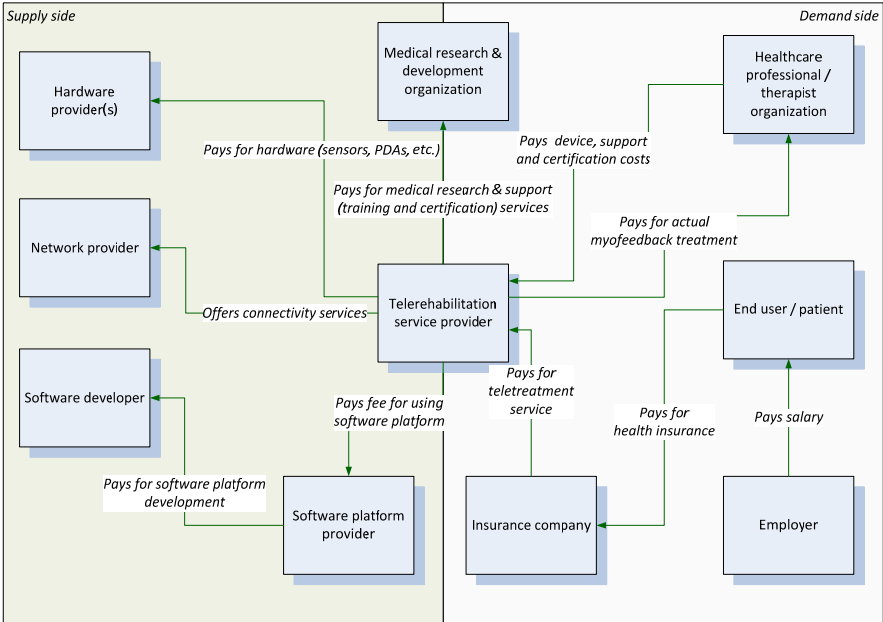 Supply side
Demand side
Hardware
provider(s)
Medical research &
development
organization
Healthcare
professional /
therapist
organization
Pays for hardware (sensors, PDAs, etc.)
Pays  device, support
and certification costs
Pays for medical research & support
(training and certification) services
Pays for actual
myofeedback treatment
Network provider
Telerehabilitation
service provider
End user / patient
Offers connectivity services
Software developer
Pays fee for using
software platform
Pays for
teletreatment
service
Pays for
health insurance
Pays salary
Pays for software platform
development
Software platform
provider
Insurance company
Employer